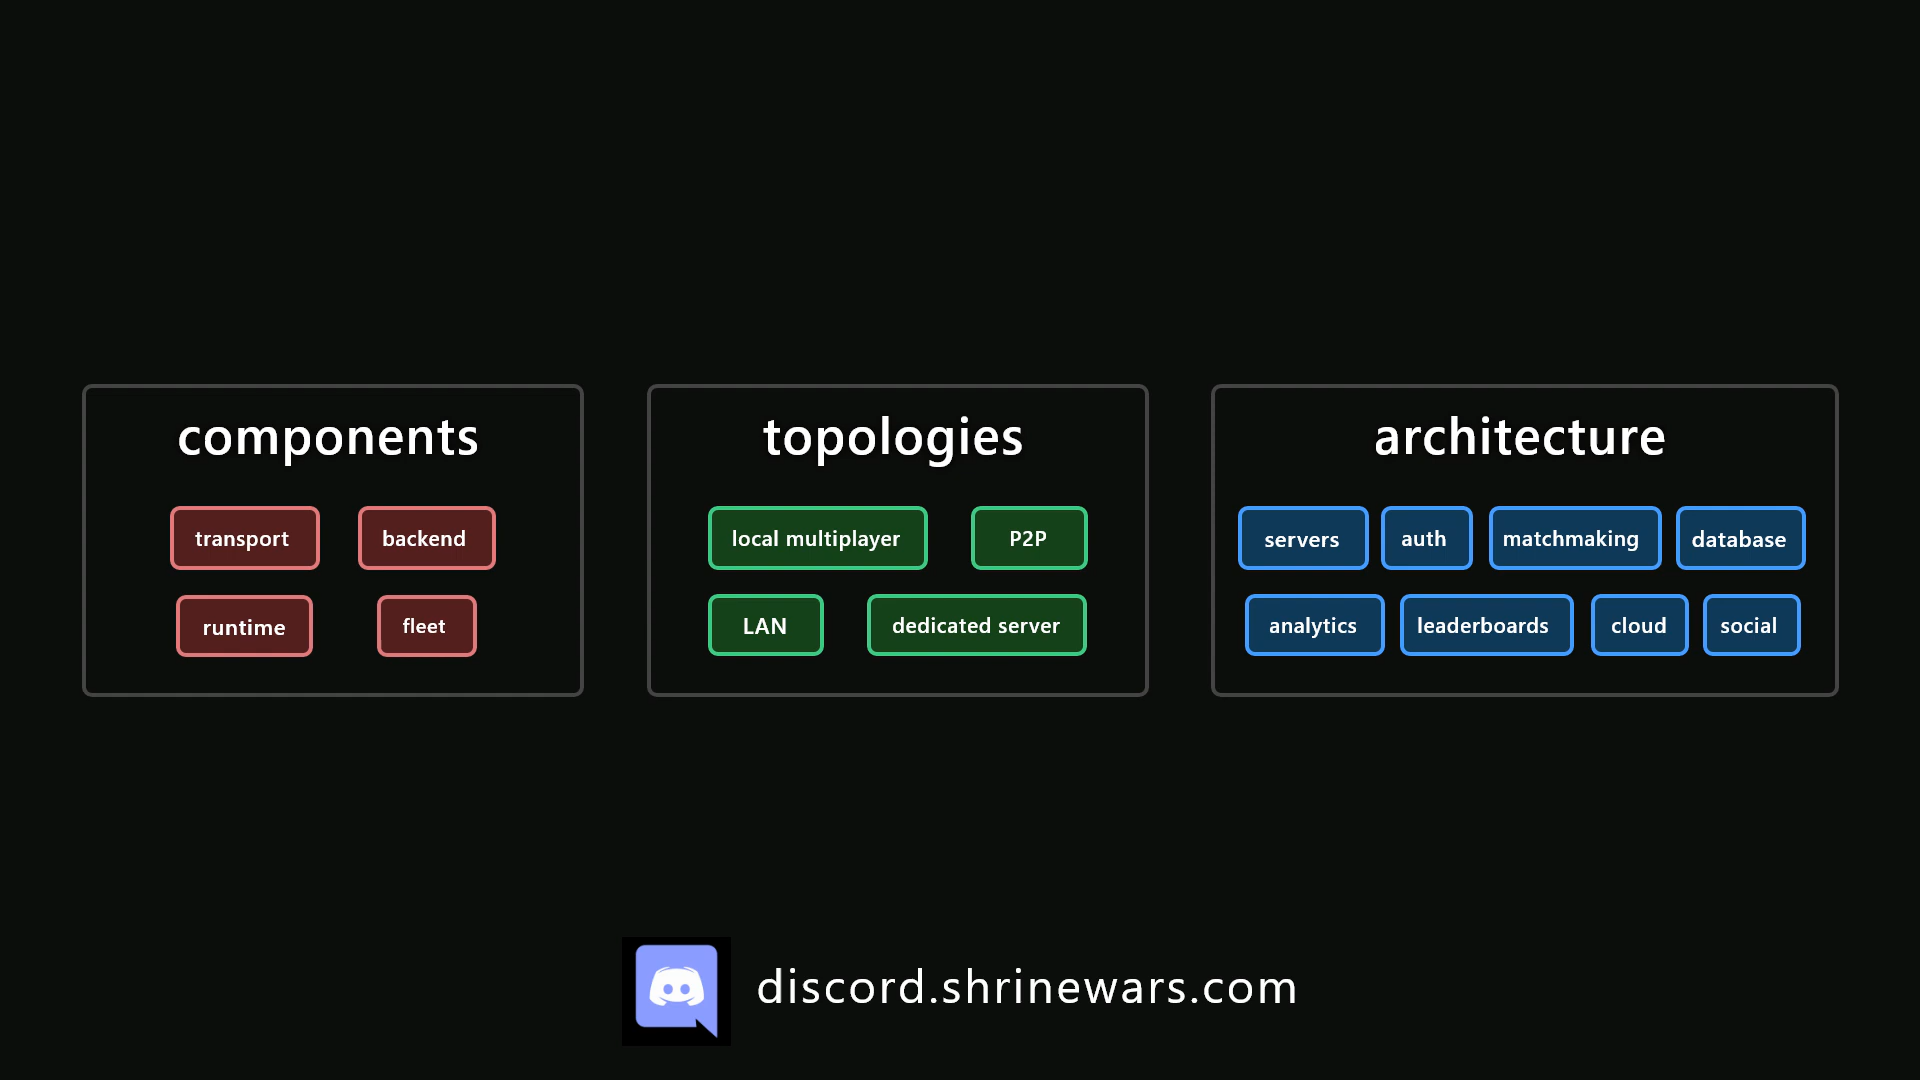 components
transport backend
runtime fleet
topologies
local multiplayer P2P
LAN dedicated server
architecture
servers auth matchmaking database
analytics leaderboards cloud social
discord.shrinewars.com